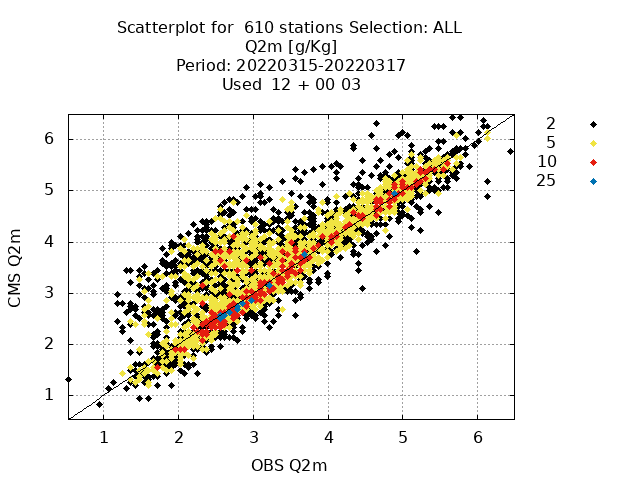 Scatterplot for  610 stations Selection: ALL
Q2m [g/Kg]
Period: 20220315-20220317
Used  12 + 00 03
2
5
10
25
6
5
4
3
2
1
CMS Q2m
1 2 3 4 5 6
OBS Q2m